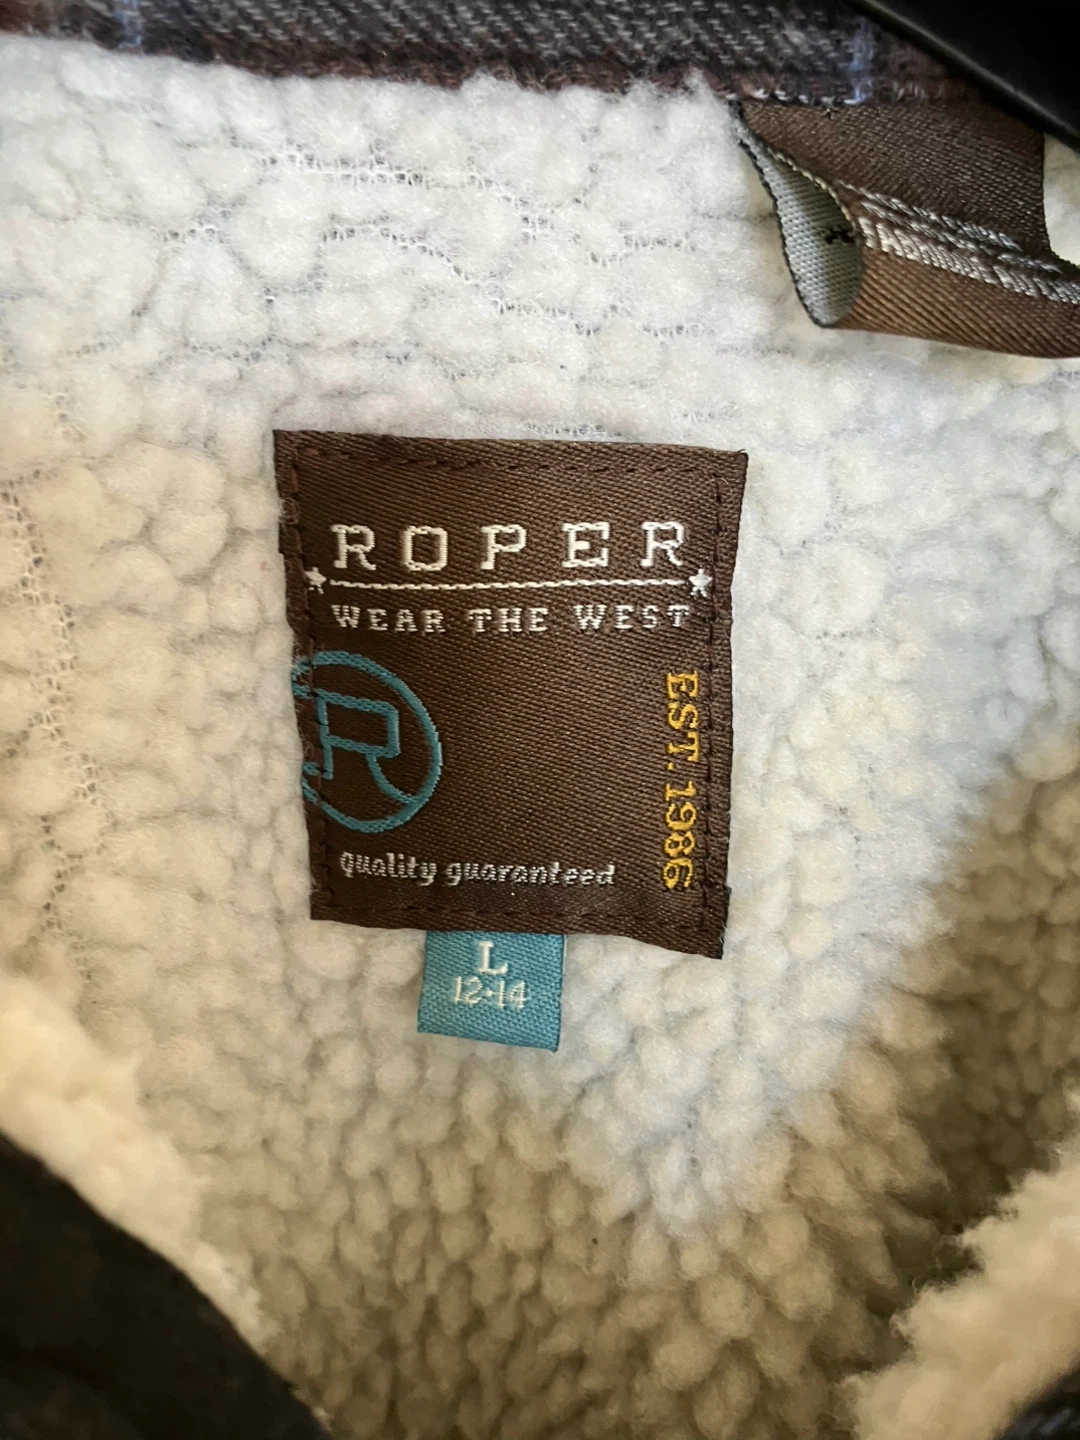 ROPER
WEAR THE WEST
R
EST. 1986
quality guaranteed
L
12-14